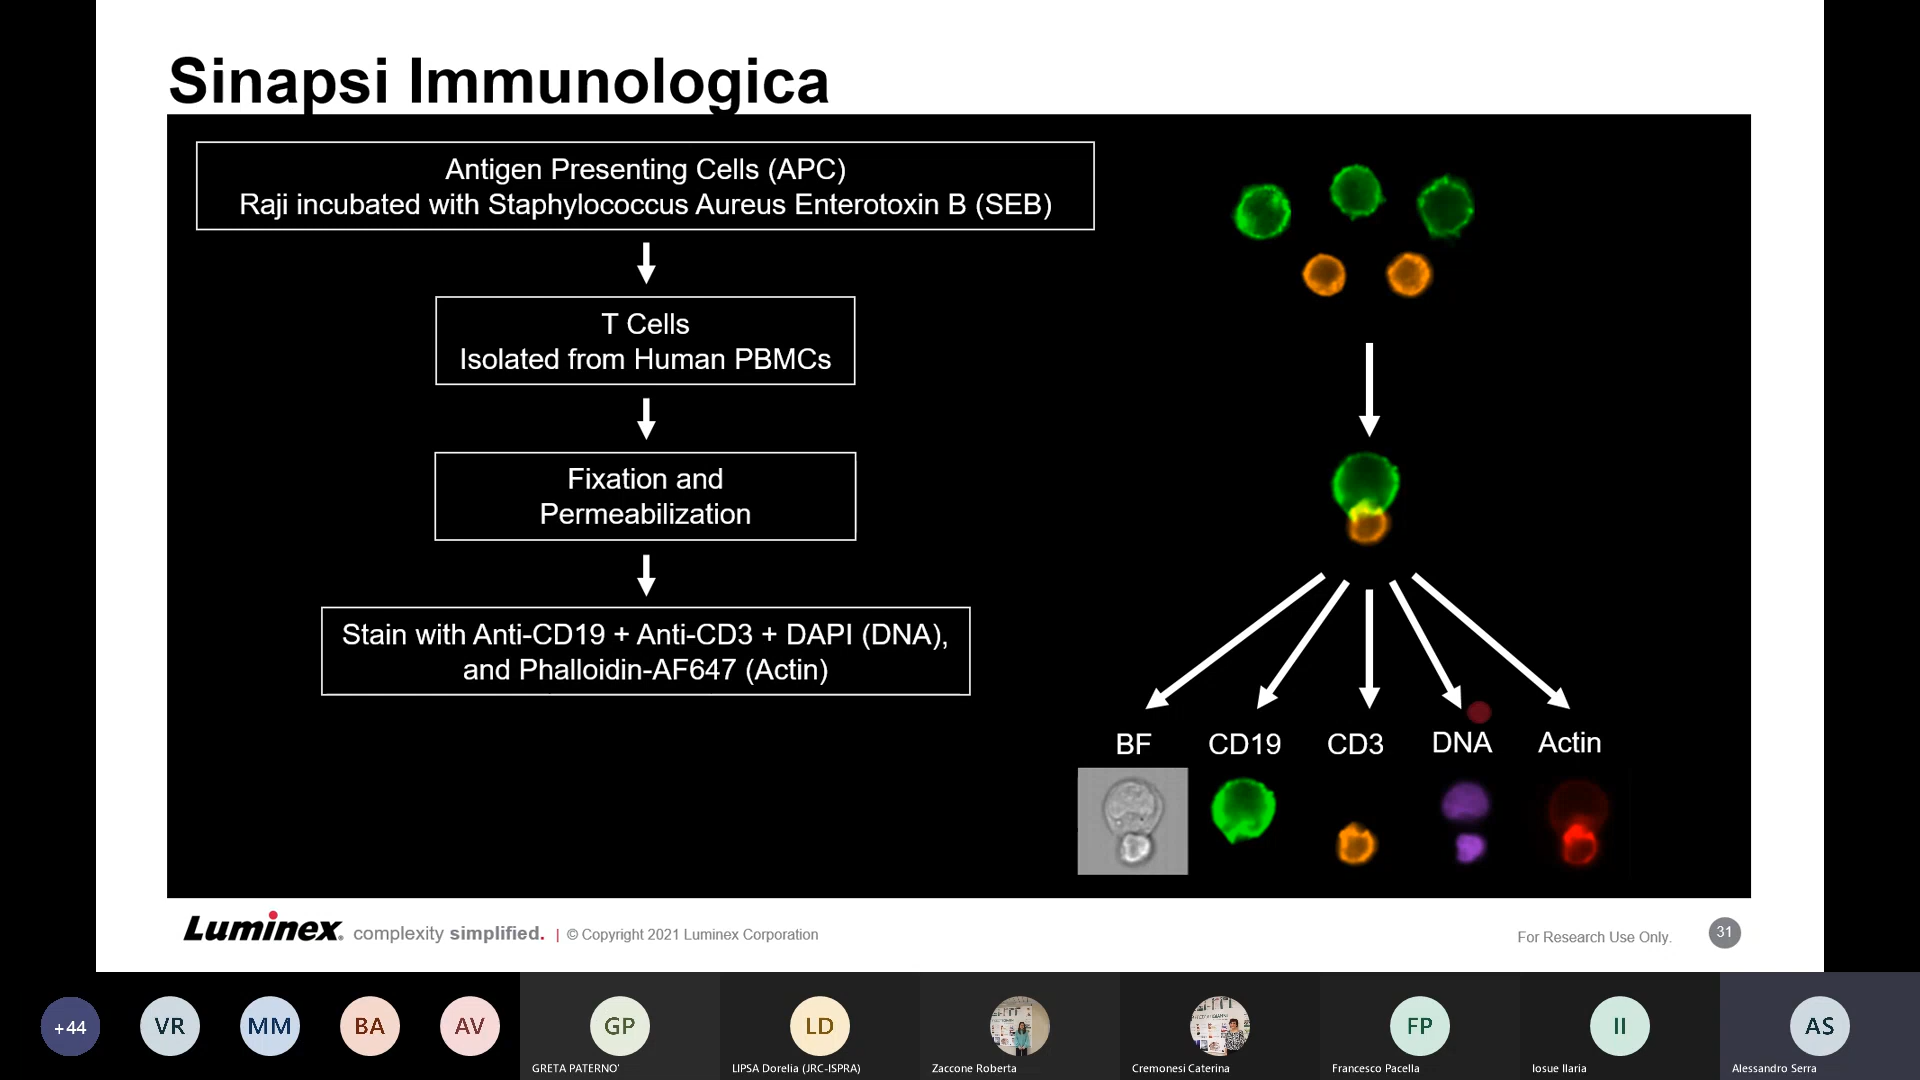 Sinapsi Immunologica
Antigen Presenting Cells (APC)
Raji incubated with Staphylococcus Aureus Enterotoxin B (SEB)
T Cells
Isolated from Human PBMCs
Fixation and
Permeabilization
Stain with Anti-CD19 + Anti-CD3 + DAPI (DNA),
and Phalloidin-AF647 (Actin)
BF CD19 CD3 DNA Actin
Luminex® complexity simplified. | © Copyright 2021 Luminex Corporation
For Research Use Only. 31
+44 VR MM BA AV GP LD FP II AS
GRETA PATERNO' LIPSA Dorelia (JRC-ISPRA) Zaccone Roberta Cremonesi Caterina Francesco Pacella Iosue Ilaria Alessandro Serra